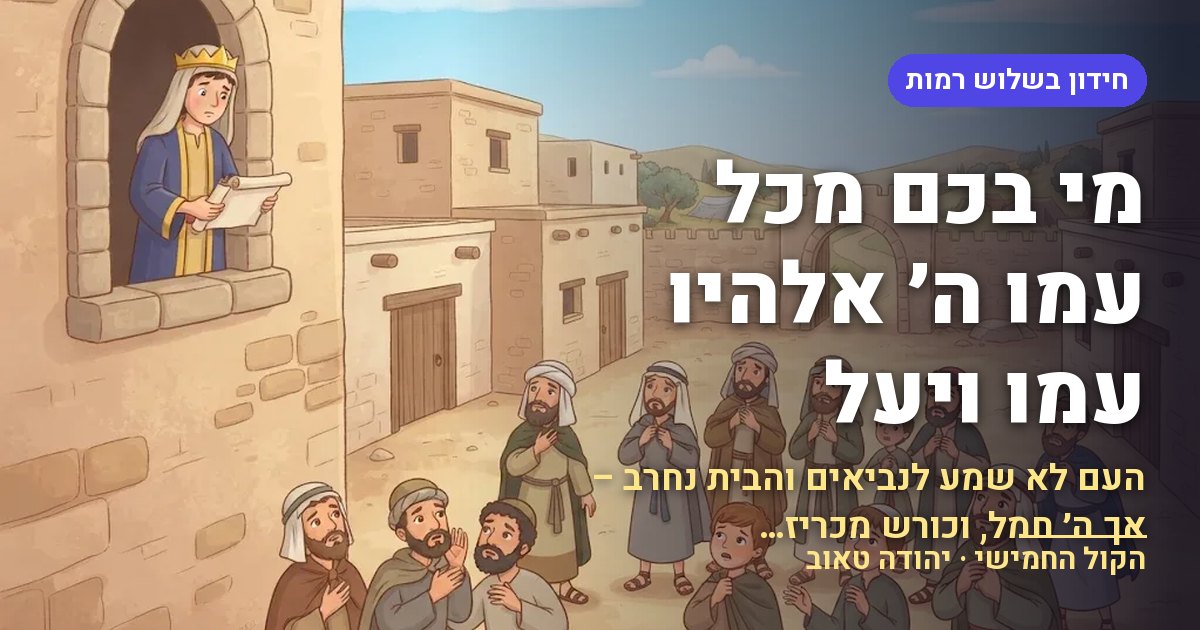 חידון בשלוש רמות
מי בכם מכל
עמו ה׳ אלהיו
עמו ויעל
העם לא שמע לנביאים והבית נחרב –
אך ה׳ חמל, וכורש מכריז...
הקול החמישי · יהודה טאוב